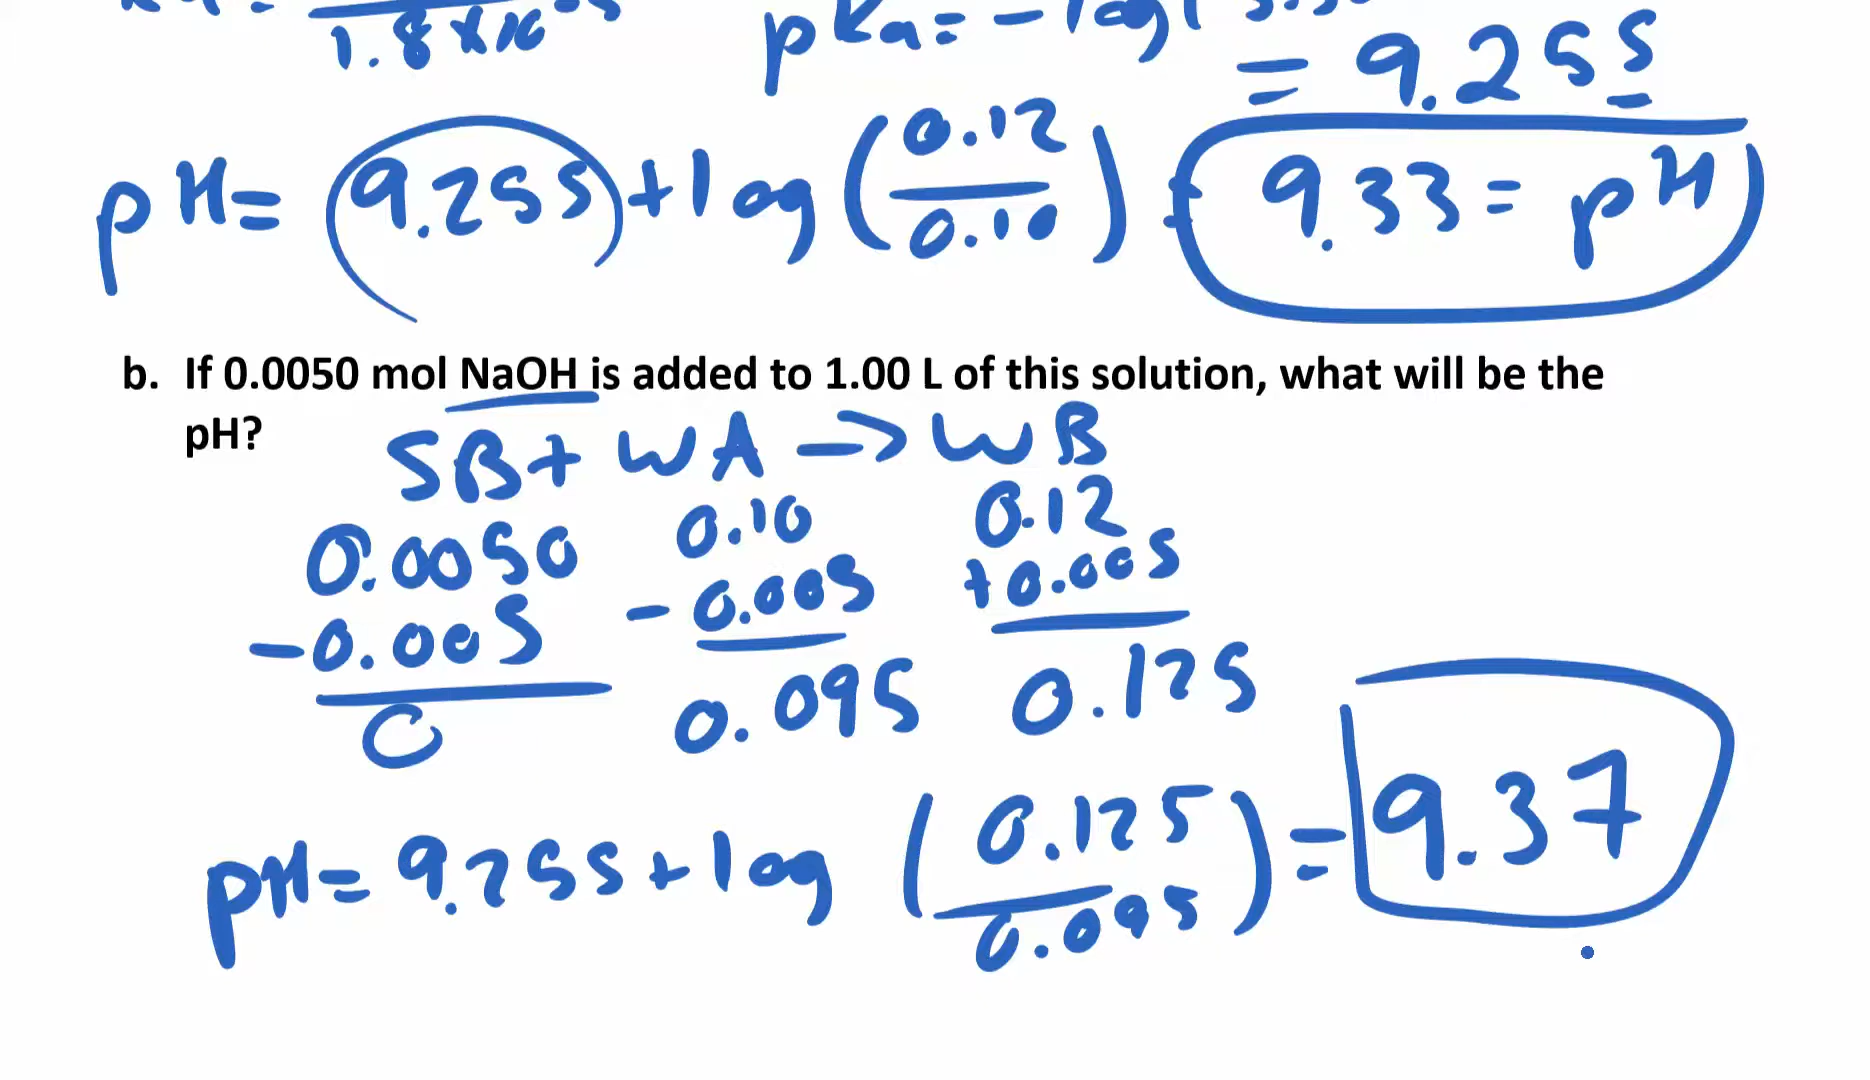 1.8 x 10
pKa = - log(
= 9.255
pH = 9.255 + log ( 0.12 / 0.10 ) = 9.33 = pH
b. If 0.0050 mol NaOH is added to 1.00 L of this solution, what will be the
pH?
SB + WA -> WB
0.0050 0.10 0.12
- 0.005 - 0.005 + 0.005
0 0.095 0.125
pH = 9.255 + log ( 0.125 / 0.095 ) = 9.37